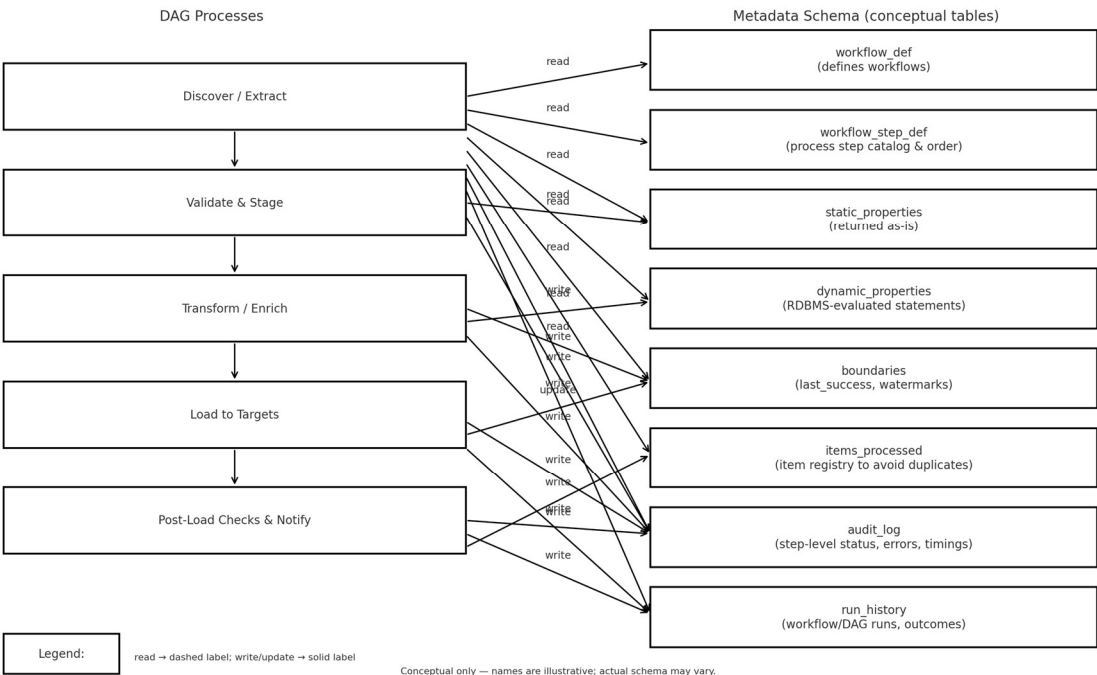 DAG Processes
Metadata Schema (conceptual tables)
Discover / Extract
Validate & Stage
Transform / Enrich
Load to Targets
Post-Load Checks & Notify
read
read
read
read
read
read
write
read
read
write
write
write
update
write
write
write
write
write
write
workflow_def
(defines workflows)
workflow_step_def
(process step catalog & order)
static_properties
(returned as-is)
dynamic_properties
(RDBMS-evaluated statements)
boundaries
(last_success, watermarks)
items_processed
(item registry to avoid duplicates)
audit_log
(step-level status, errors, timings)
run_history
(workflow/DAG runs, outcomes)
Legend:
read → dashed label; write/update → solid label
Conceptual only — names are illustrative; actual schema may vary.